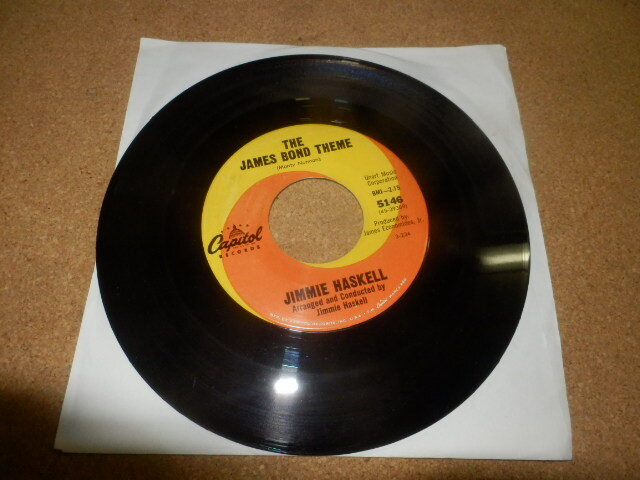 THE
JAMES BOND THEME
(Monty Norman)
Unart Music
Corporation
BMI—2:15
5146
Produced by
James Economides, Jr.
Capitol
RECORDS
JIMMIE HASKELL
Arranged and Conducted by
Jimmie Haskell